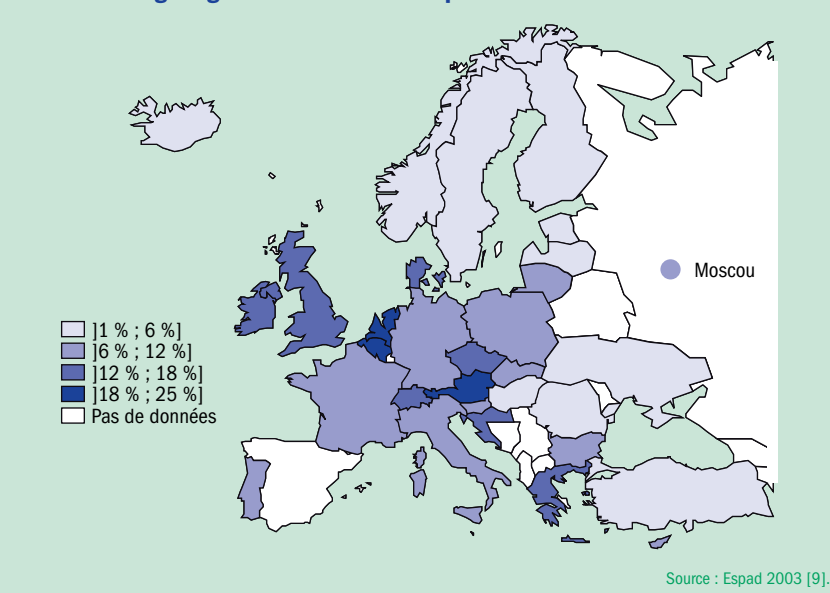 Moscou
]1 % ; 6 %]
]6 % ; 12 %]
]12 % ; 18 %]
]18 % ; 25 %]
Pas de données
Source : Espad 2003 [9].